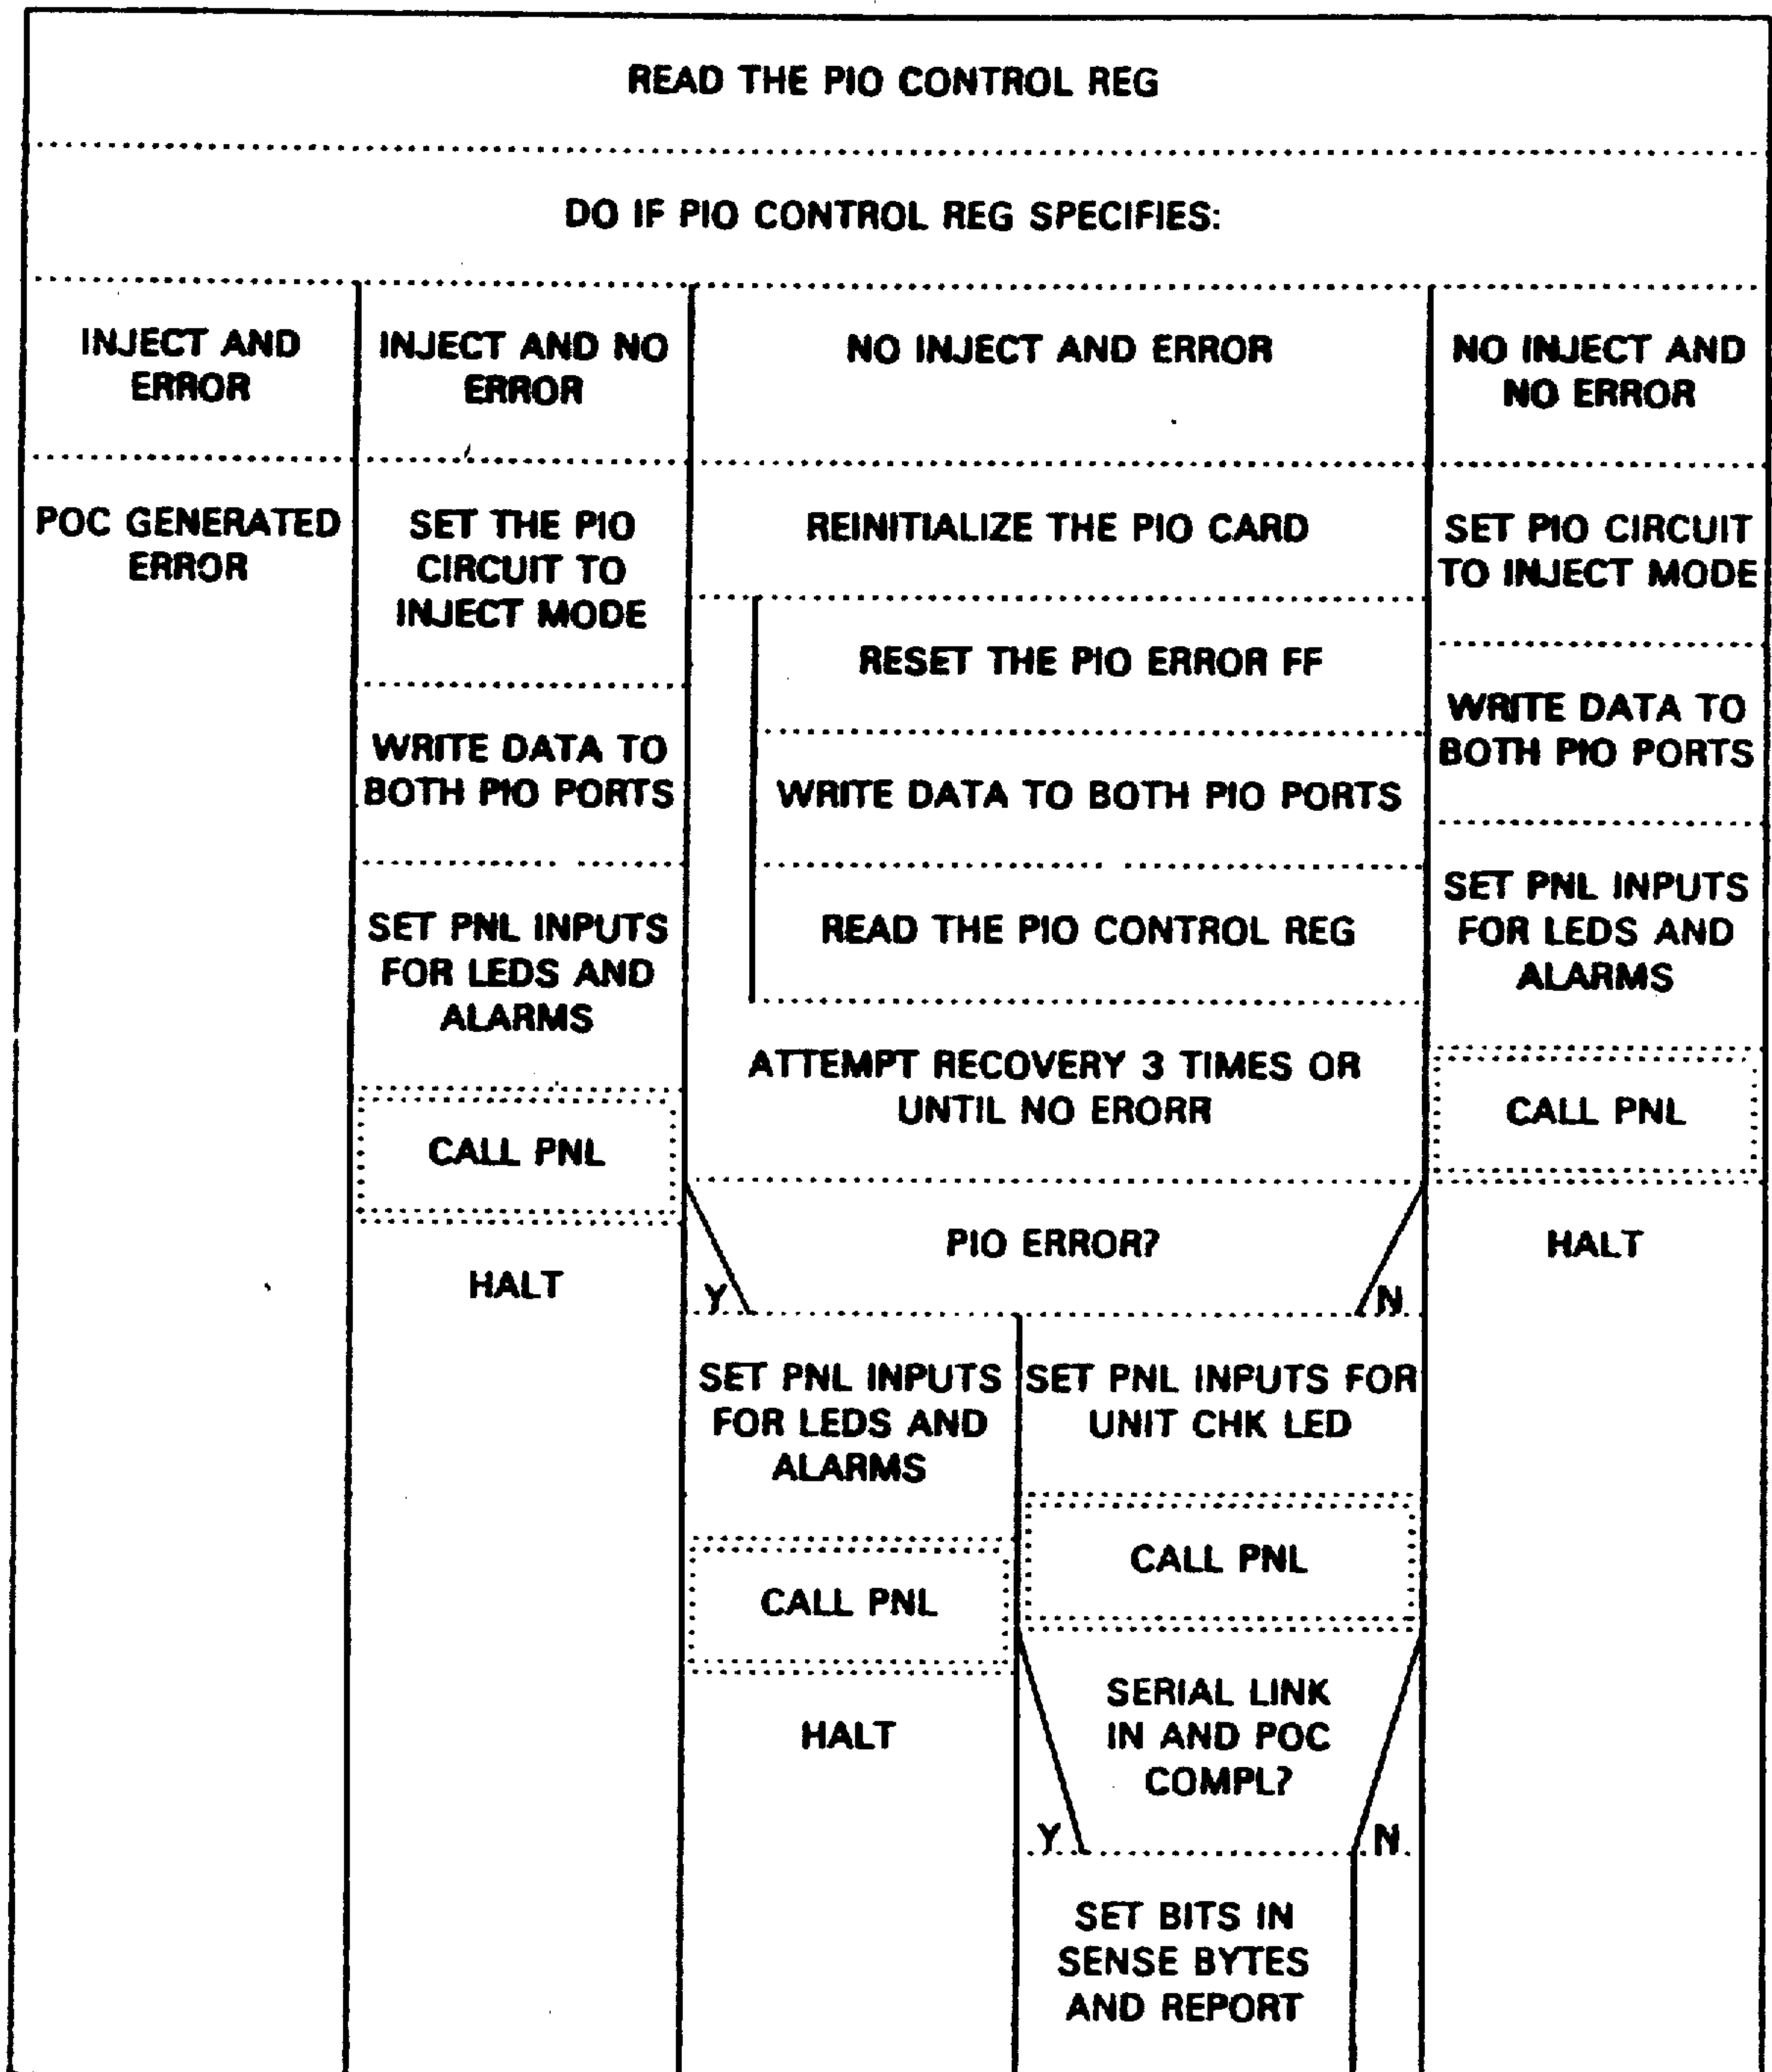 READ THE PIO CONTROL REG
DO IF PIO CONTROL REG SPECIFIES:
INJECT AND
ERROR
INJECT AND NO
ERROR
NO INJECT AND ERROR
NO INJECT AND
NO ERROR
POC GENERATED
ERROR
SET THE PIO
CIRCUIT TO
INJECT MODE
WRITE DATA TO
BOTH PIO PORTS
SET PNL INPUTS
FOR LEDS AND
ALARMS
CALL PNL
HALT
REINITIALIZE THE PIO CARD
RESET THE PIO ERROR FF
WRITE DATA TO BOTH PIO PORTS
READ THE PIO CONTROL REG
ATTEMPT RECOVERY 3 TIMES OR
UNTIL NO ERORR
PIO ERROR?
Y
N
SET PNL INPUTS
FOR LEDS AND
ALARMS
CALL PNL
HALT
SET PNL INPUTS FOR
UNIT CHK LED
CALL PNL
SERIAL LINK
IN AND POC
COMPL?
Y
N
SET BITS IN
SENSE BYTES
AND REPORT
SET PIO CIRCUIT
TO INJECT MODE
WRITE DATA TO
BOTH PIO PORTS
SET PNL INPUTS
FOR LEDS AND
ALARMS
CALL PNL
HALT